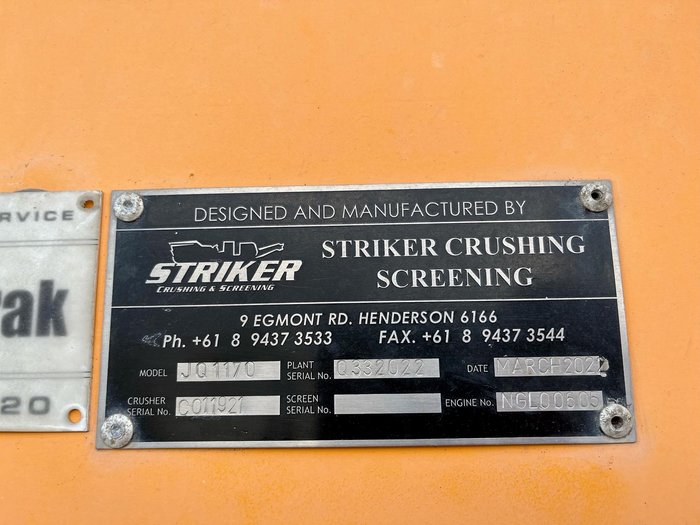 RVICE
ak
20
DESIGNED AND MANUFACTURED BY
STRIKER
CRUSHING & SCREENING
STRIKER CRUSHING
SCREENING
9 EGMONT RD. HENDERSON 6166
Ph. +61 8 9437 3533 FAX. +61 8 9437 3544
MODEL JQ1170 PLANT SERIAL No. Q332022 DATE MARCH2022
CRUSHER SERIAL No. C011921 SCREEN SERIAL No. ENGINE No. NGL00605